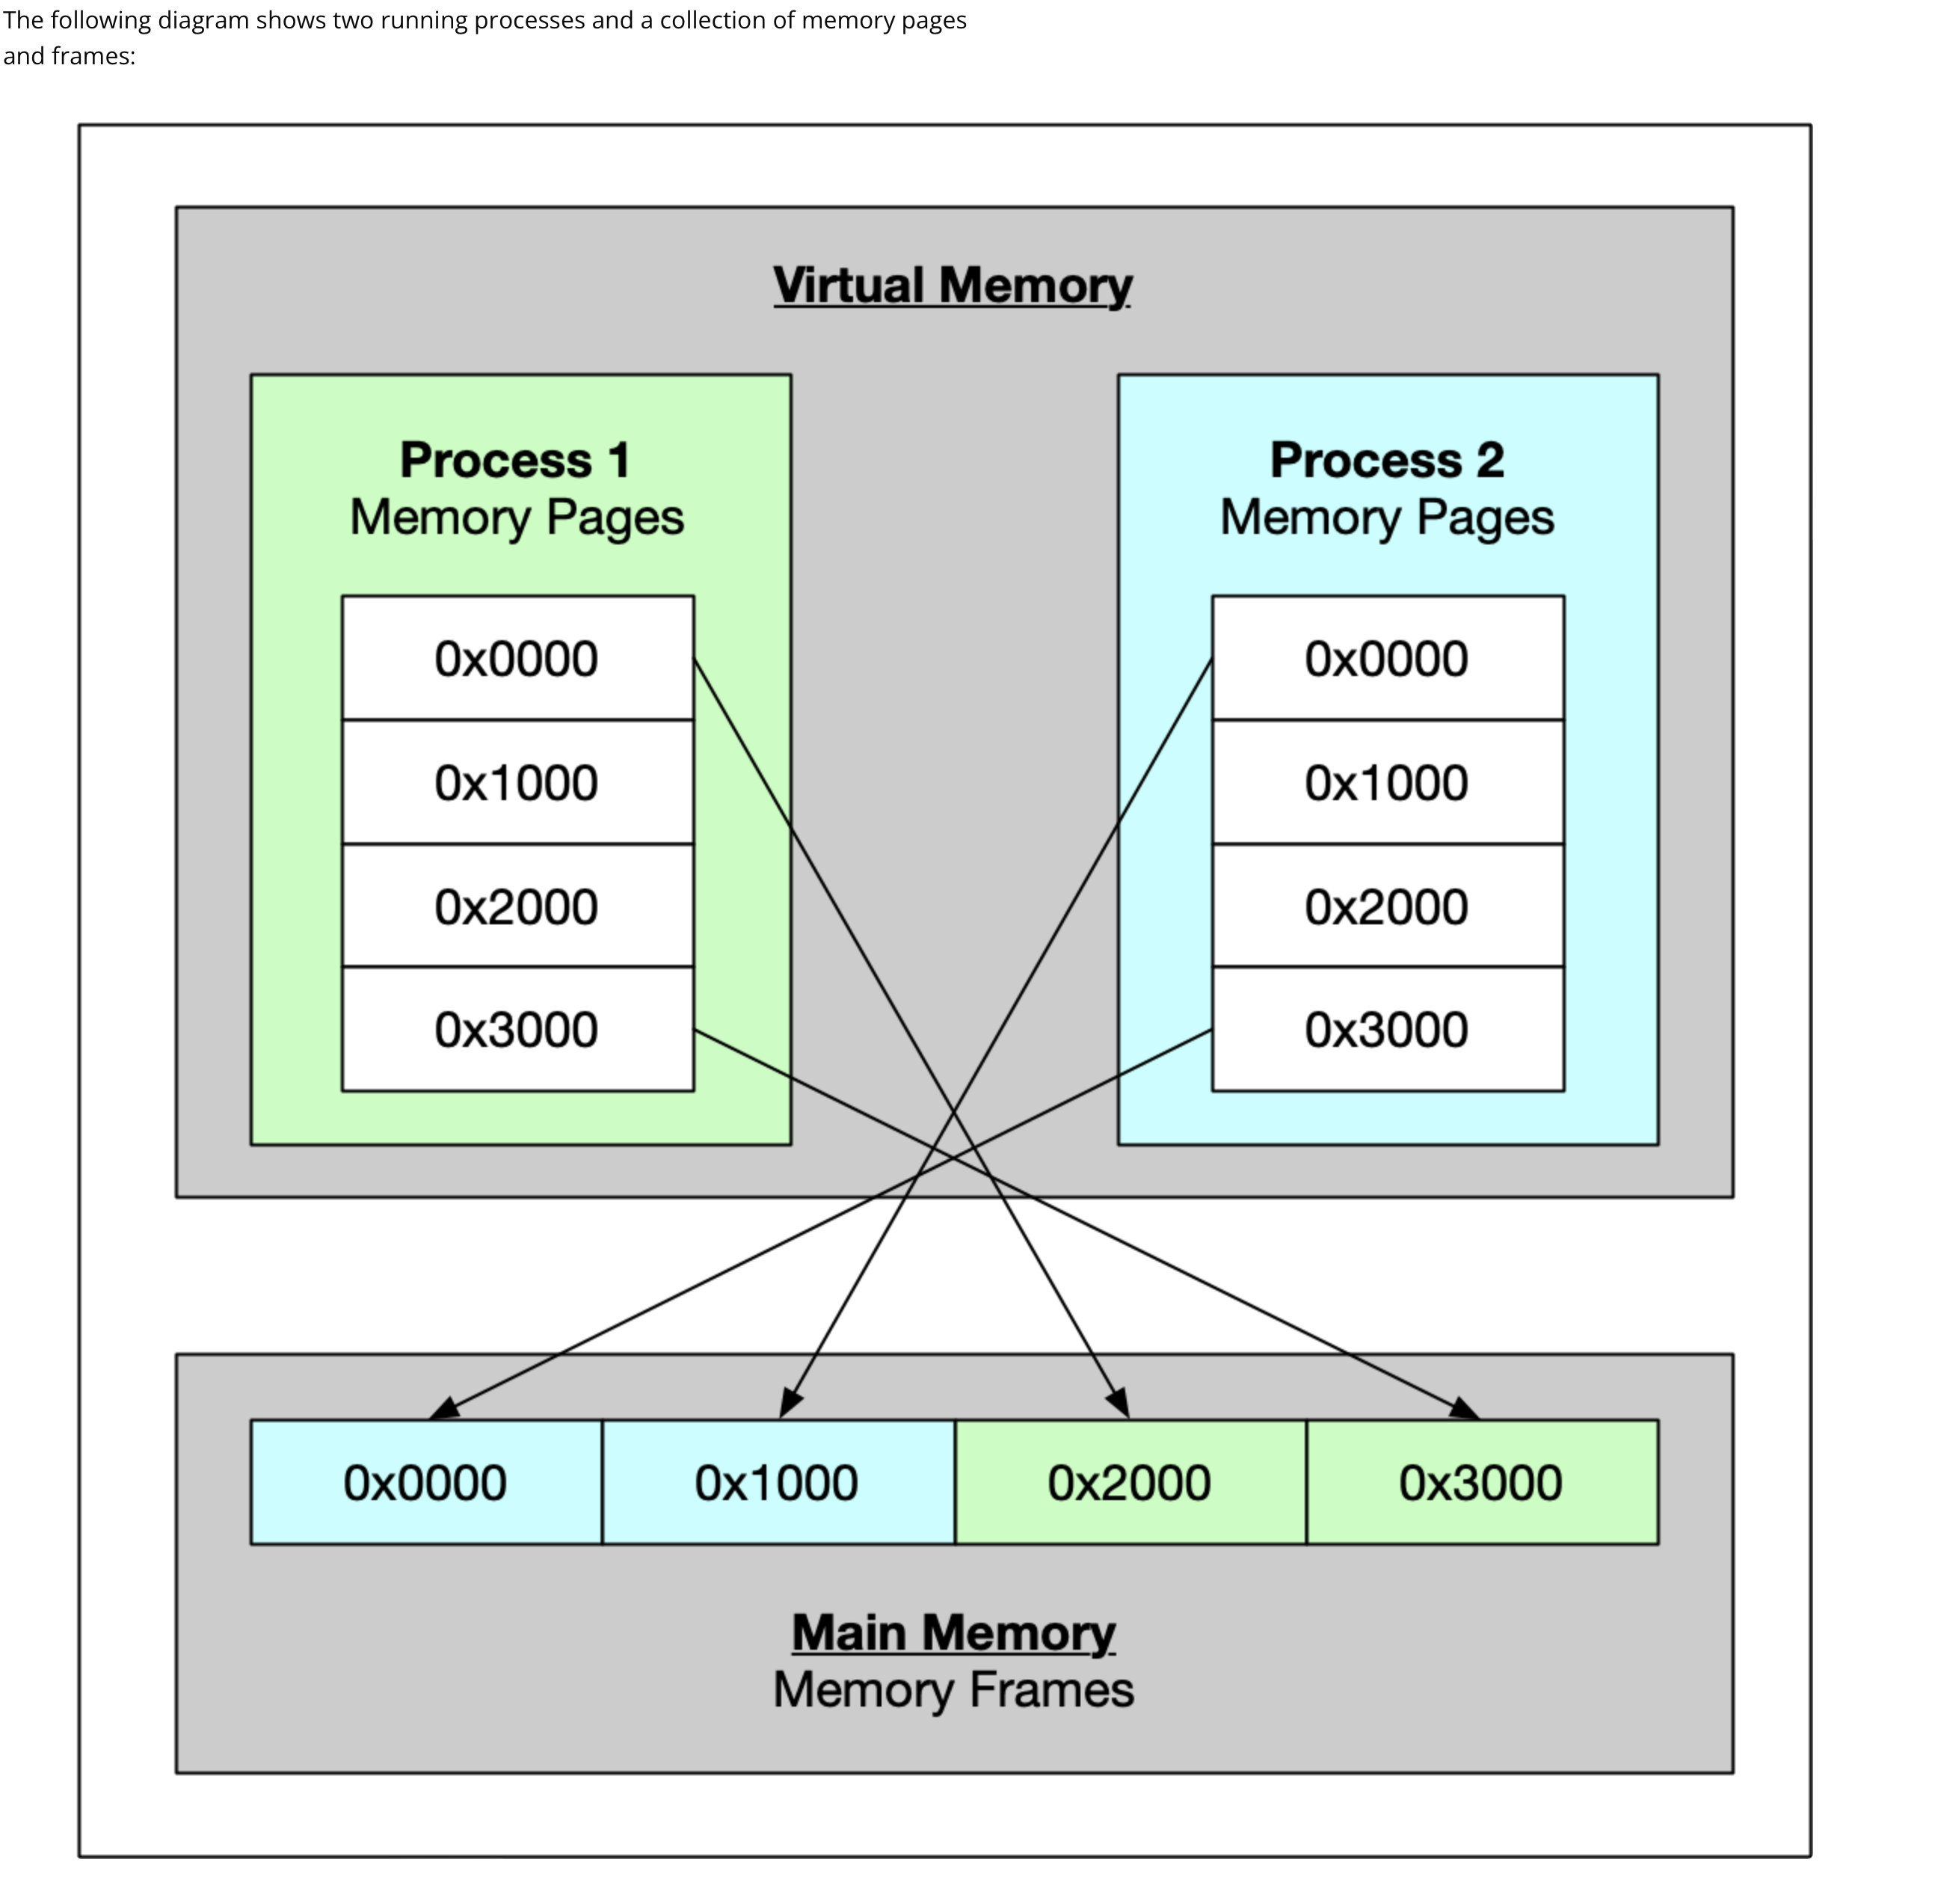 The following diagram shows two running processes and a collection of memory pages
and frames:
Virtual Memory
Process 1
Memory Pages
0x0000
0x1000
0x2000
0x3000
Process 2
Memory Pages
0x0000
0x1000
0x2000
0x3000
0x0000
0x1000
0x2000
0x3000
Main Memory
Memory Frames